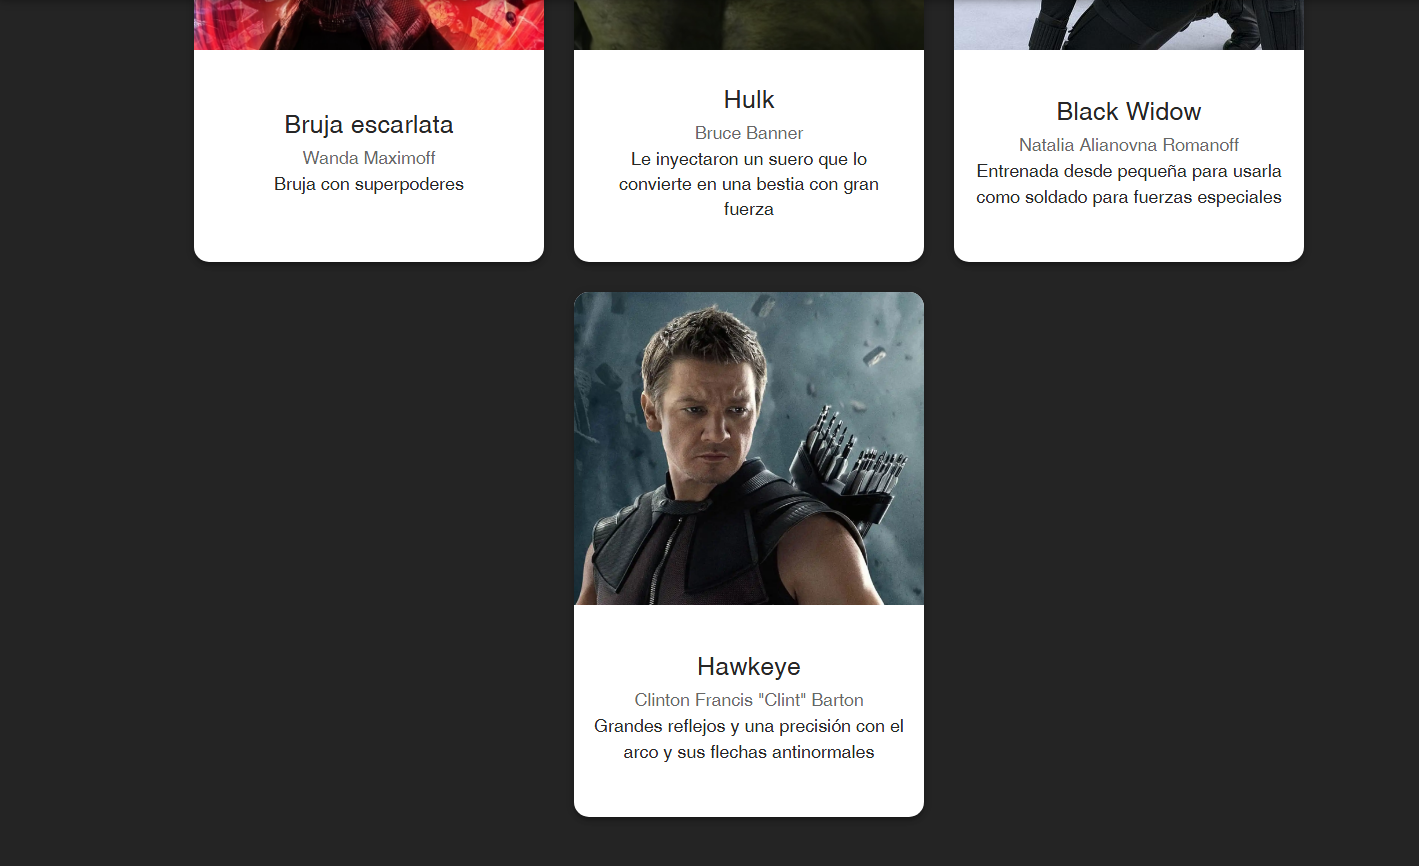 Bruja escarlata
Wanda Maximoff
Bruja con superpoderes
Hulk
Bruce Banner
Le inyectaron un suero que lo
convierte en una bestia con gran
fuerza
Black Widow
Natalia Alianovna Romanoff
Entrenada desde pequeña para usarla
como soldado para fuerzas especiales
Hawkeye
Clinton Francis "Clint" Barton
Grandes reflejos y una precisión con el
arco y sus flechas antinormales